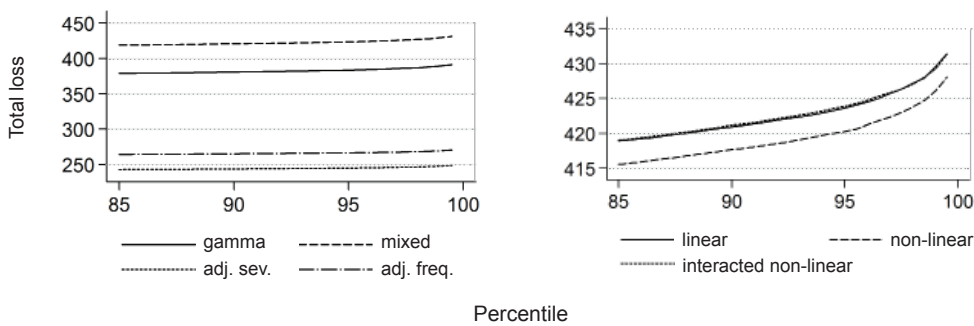 Total loss
450
400
350
300
250
85 90 95 100
gamma mixed
adj. sev. adj. freq.
435
430
425
420
415
85 90 95 100
linear non-linear
interacted non-linear
Percentile